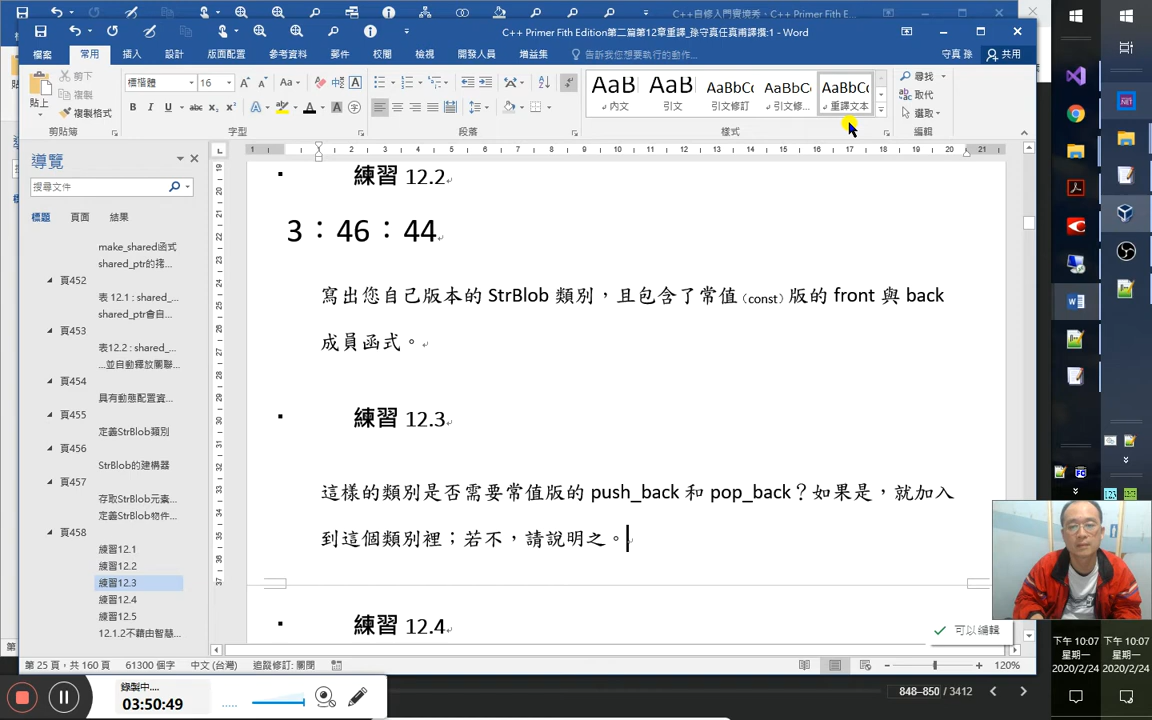 C++自修人門實境秀、C++ Primer Fith E...
C++ Primer Fith Edition第二篇第12章重譯_孫守真任真甫譯撰:1 - Word
檔案 常用 插入 設計 版面配置 參考資料 郵件 校閱 檢視 開發人員 增益集 告訴我您想要執行的動作... 守真 孫 共用
貼上 剪下 複製 複製格式 標楷體 16 Aa 尋找 取代 選取
AaB AaB AaBbCc AaBbCc AaBbCc
內文 引文 引文修訂 引文修... 重譯文本
剪貼簿 字型 段落 樣式 編輯
導覽
搜尋文件
標題 頁面 結果
make_shared函式
shared_ptr的拷...
頁452
表 12.1 : shared_...
shared_ptr會自...
頁453
表12.2 : shared_...
...並自動釋放關聯...
頁454
具有動態配置資...
頁455
定義StrBlob類別
頁456
StrBlob的建構器
頁457
存取StrBlob元素...
定義StrBlob物件...
頁458
練習12.1
練習12.2
練習12.3
練習12.4
練習12.5
12.1.2不藉由智慧...
練習 12.2
3：46：44
寫出您自己版本的 StrBlob 類別，且包含了常值（const）版的 front 與 back
成員函式。
練習 12.3
這樣的類別是否需要常值版的 push_back 和 pop_back？如果是，就加入
到這個類別裡；若不，請說明之。
練習 12.4
可以編輯
第 25 頁，共 160 頁 61300 個字 中文 (台灣) 追蹤修訂: 關閉 120%
錄製中....
03:50:49
848–850 / 3412
下午 10:07
星期一
2020/2/24
下午 10:07
星期一
2020/2/24